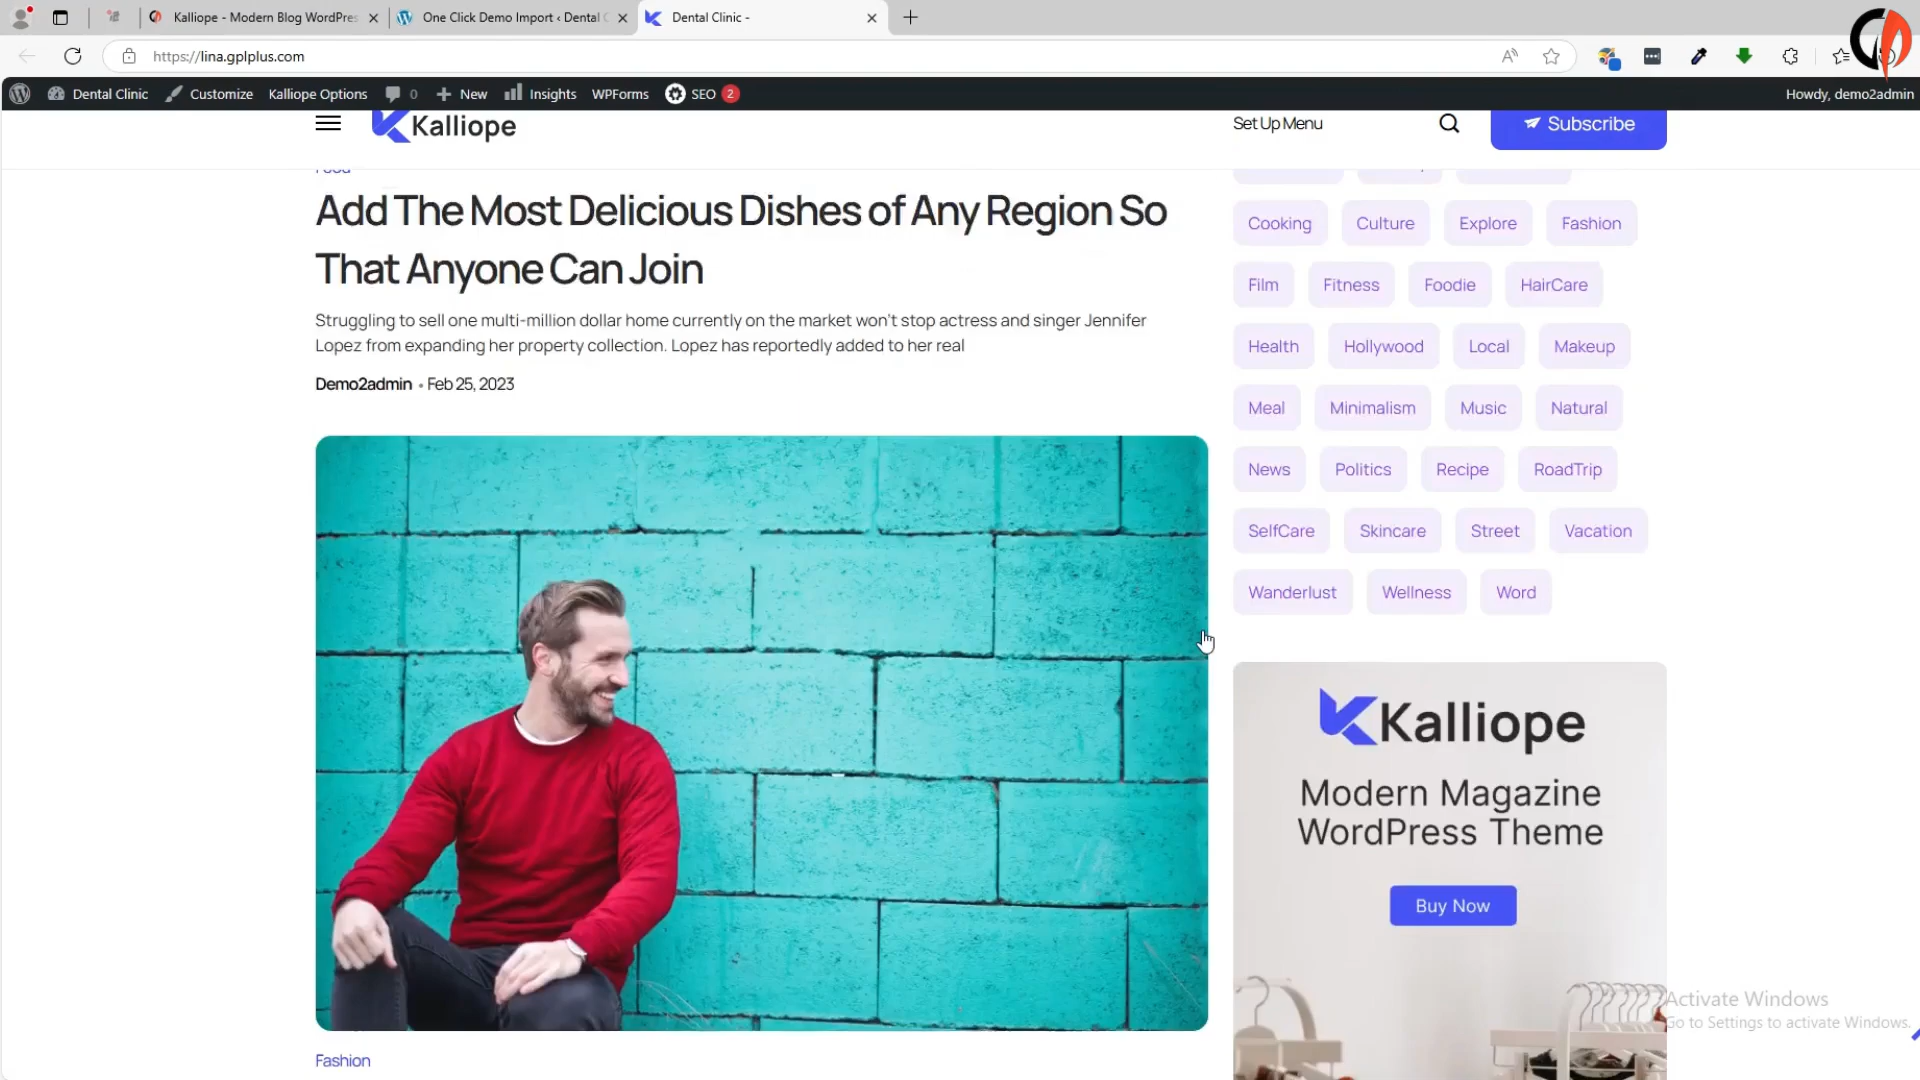 Kalliope - Modern Blog WordPres
One Click Demo Import ‹ Dental C
Dental Clinic -
https://lina.gplplus.com
Dental Clinic
Customize
Kalliope Options
0
New
Insights
WPForms
SEO
2
Howdy, demo2admin
Kalliope
Set Up Menu
Subscribe
Food
Add The Most Delicious Dishes of Any Region So
That Anyone Can Join
Struggling to sell one multi-million dollar home currently on the market won't stop actress and singer Jennifer
Lopez from expanding her property collection. Lopez has reportedly added to her real
Demo2admin • Feb 25, 2023
Fashion
Cooking Culture Explore Fashion
Film Fitness Foodie HairCare
Health Hollywood Local Makeup
Meal Minimalism Music Natural
News Politics Recipe RoadTrip
SelfCare Skincare Street Vacation
Wanderlust Wellness Word
Kalliope
Modern Magazine
WordPress Theme
Buy Now
Activate Windows
Go to Settings to activate Windows.